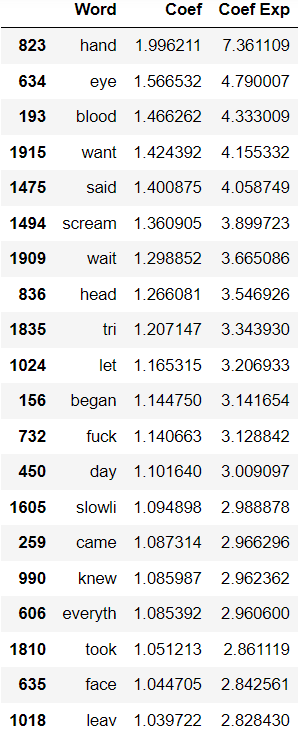 Word Coef Coef Exp
823 hand 1.996211 7.361109
634 eye 1.566532 4.790007
193 blood 1.466262 4.333009
1915 want 1.424392 4.155332
1475 said 1.400875 4.058749
1494 scream 1.360905 3.899723
1909 wait 1.298852 3.665086
836 head 1.266081 3.546926
1835 tri 1.207147 3.343930
1024 let 1.165315 3.206933
156 began 1.144750 3.141654
732 fuck 1.140663 3.128842
450 day 1.101640 3.009097
1605 slowli 1.094898 2.988878
259 came 1.087314 2.966296
990 knew 1.085987 2.962362
606 everyth 1.085392 2.960600
1810 took 1.051213 2.861119
635 face 1.044705 2.842561
1018 leav 1.039722 2.828430